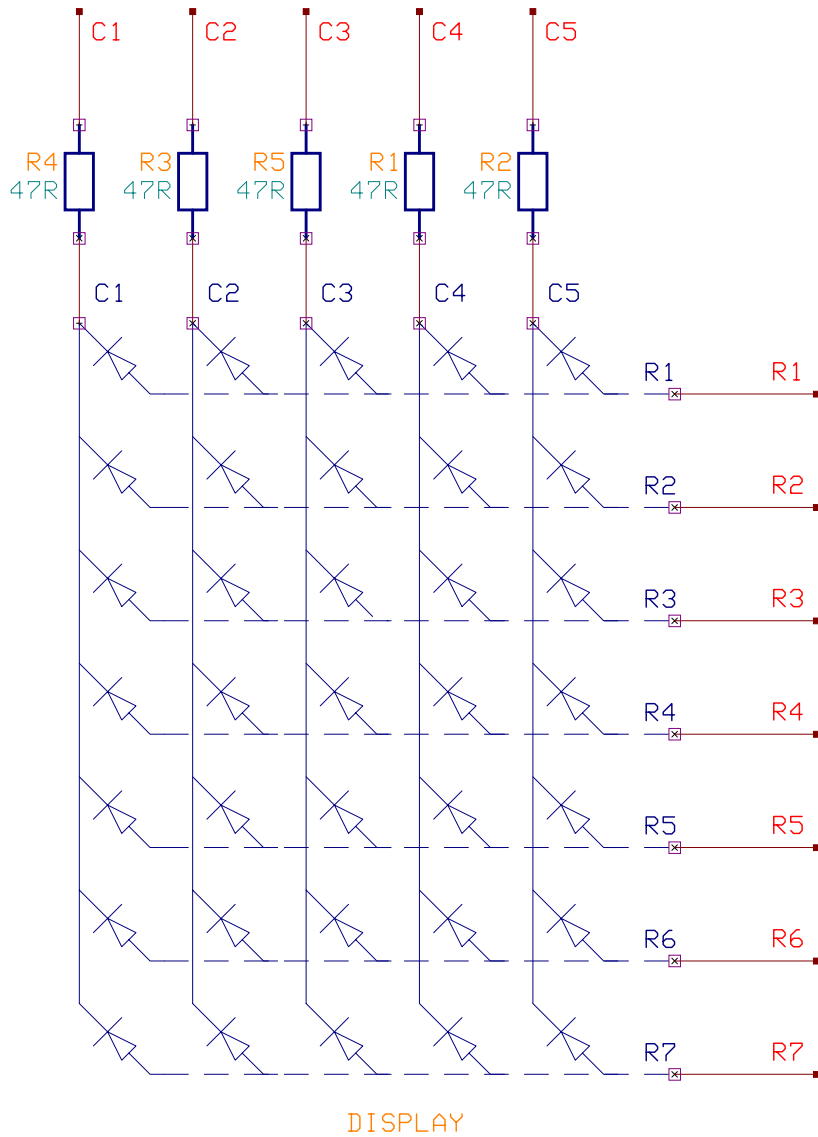 C1 C2 C3 C4 C5
R4 R3 R5 R1 R2
47R 47R 47R 47R 47R
C1 C2 C3 C4 C5
R1 R1
R2 R2
R3 R3
R4 R4
R5 R5
R6 R6
R7 R7
DISPLAY